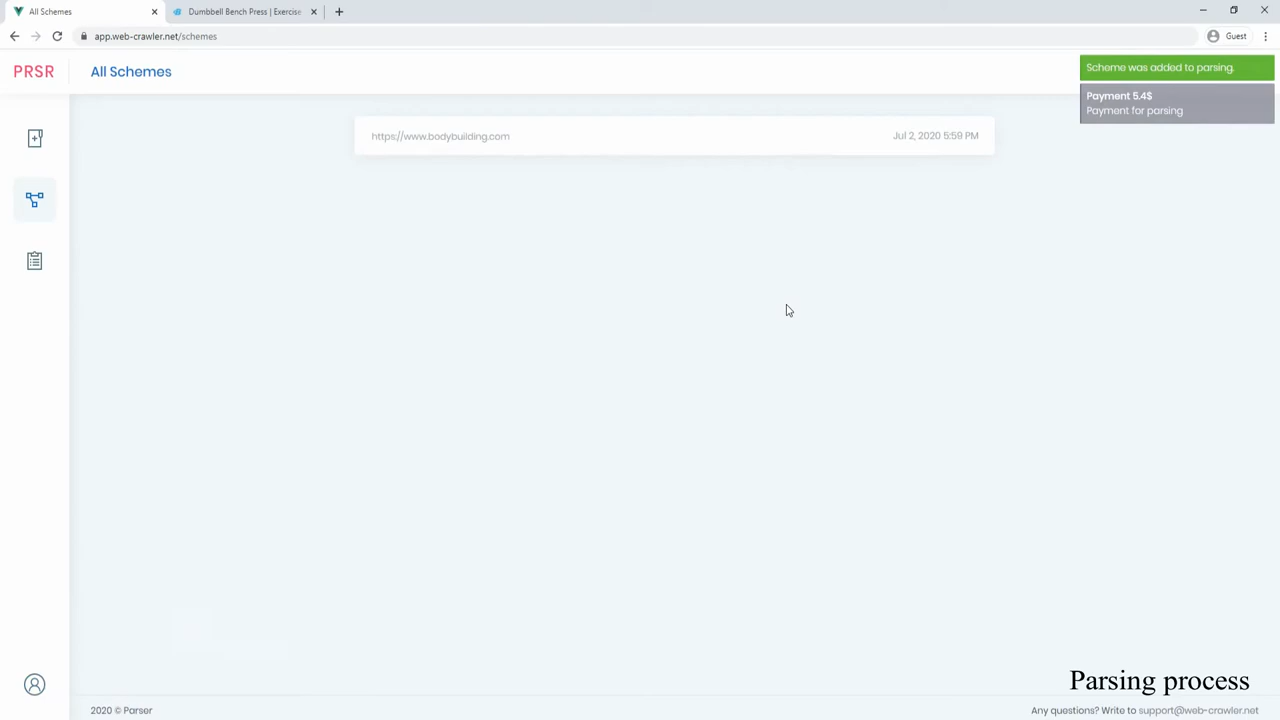 All Schemes
Dumbbell Bench Press | Exercise
app.web-crawler.net/schemes
Guest
PRSR
All Schemes
Scheme was added to parsing.
Payment 5.4$
Payment for parsing
https://www.bodybuilding.com
Jul 2, 2020 5:59 PM
Parsing process
2020 © Parser
Any questions? Write to support@web-crawler.net